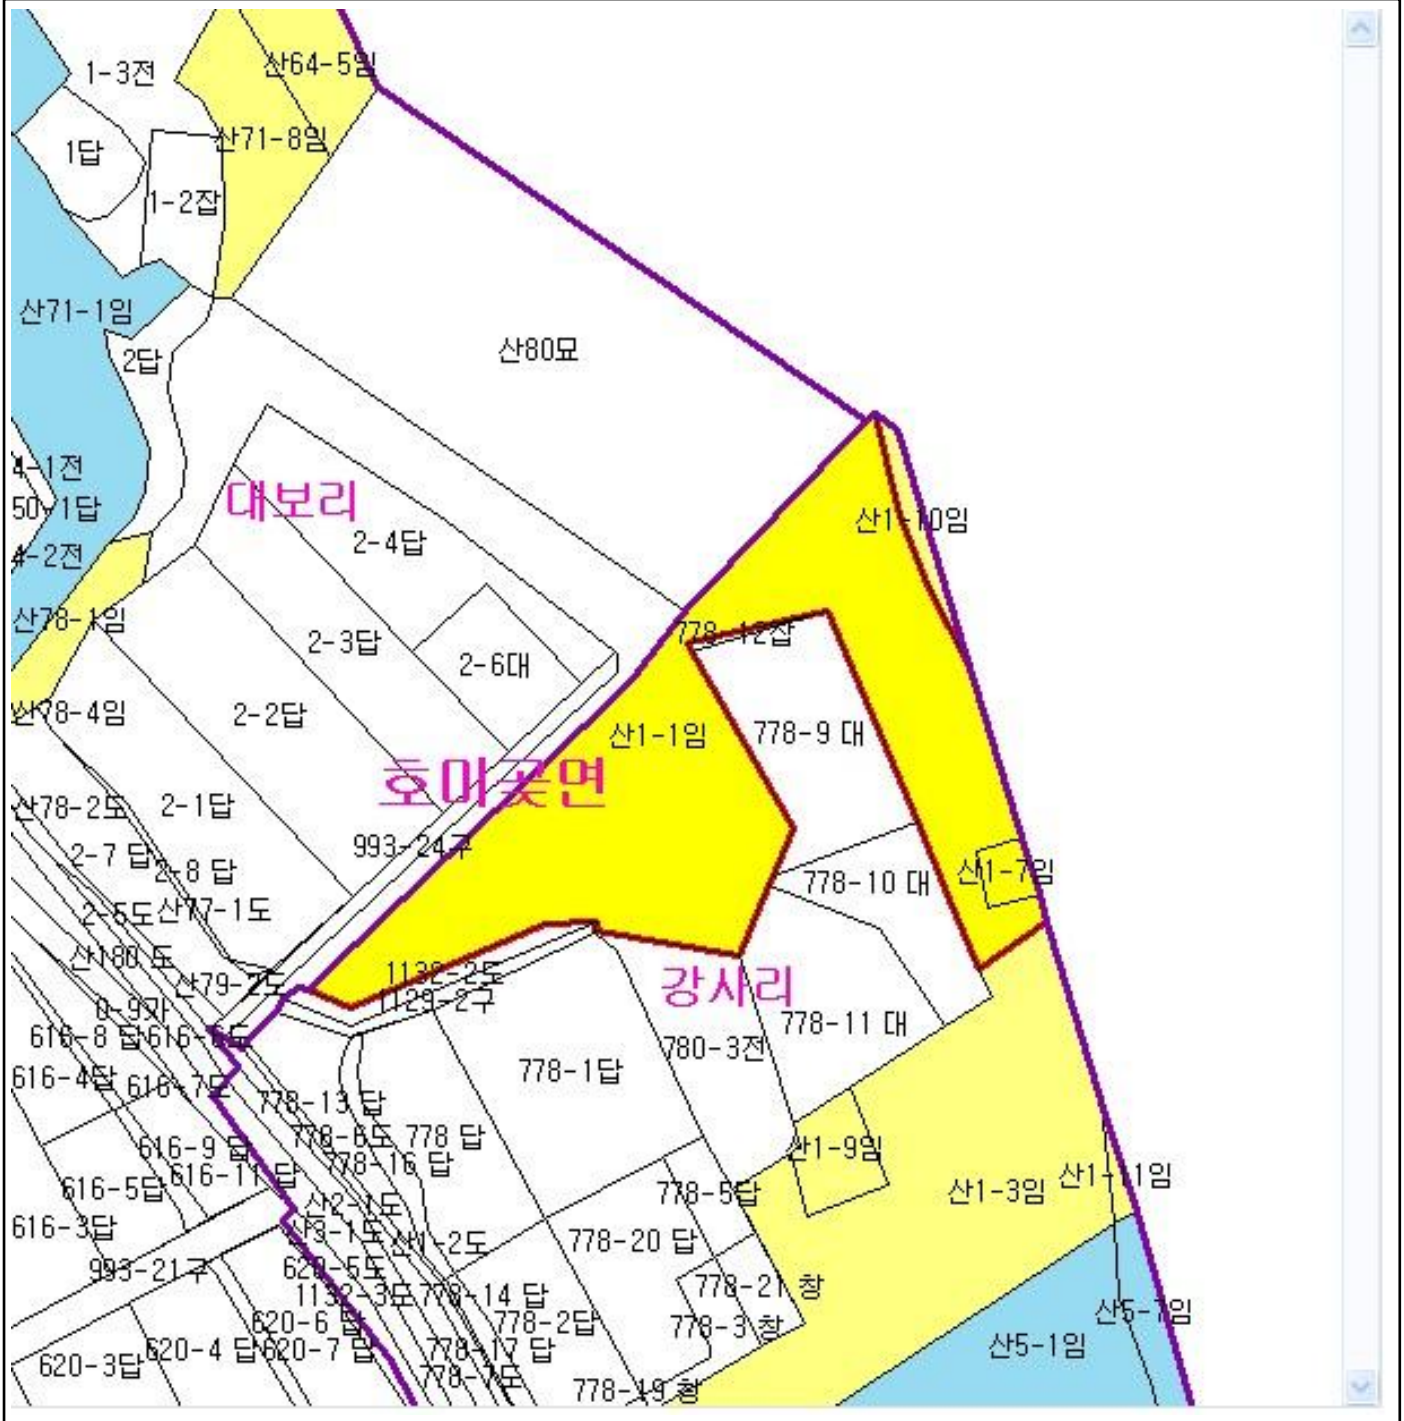 산64-5임
1-3전
산71-8임
1답
1-2잡
산71-1임
산80묘
2답
4-1전
대보리
50-1답
산1-10임
2-4답
4-2전
산78-1임
778-12잡
2-3답
2-6대
산78-4임
2-2답
산1-1임
778-9 대
호미곶면
산78-2도
2-1답
993-24구
2-7 답
2-8 답
778-10 대
산1-7임
2-5도
산77-1도
산180 도
1132-2도
산79-2도
강사리
1129-2구
616-8 답
616-6도
778-11 대
780-3전
616-4답
616-7도
778-1답
778-13 답
778-6도
778 답
616-9 답
산1-9임
778-16 답
616-11 답
산1-11임
616-5답
778-5답
산1-3임
산2-1도
616-3답
산3-1도
산1-2도
778-20 답
993-21구
620-5도
778-21 창
1132-3도
778-14 답
산5-7임
620-6 답
778-2답
778-3 창
산5-1임
620-4 답
620-7 답
778-17 답
620-3답
778-7도
778-19 창